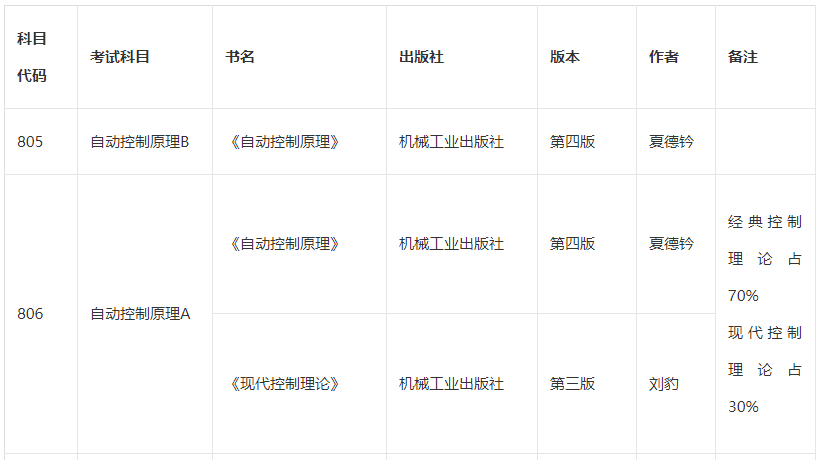 科目
代码
考试科目
书名
出版社
版本
作者
备注
805
自动控制原理B
《自动控制原理》
机械工业出版社
第四版
夏德钤
806
自动控制原理A
《自动控制原理》
机械工业出版社
第四版
夏德钤
《现代控制理论》
机械工业出版社
第三版
刘豹
经典控制
理论占
70%
现代控制
理论占
30%